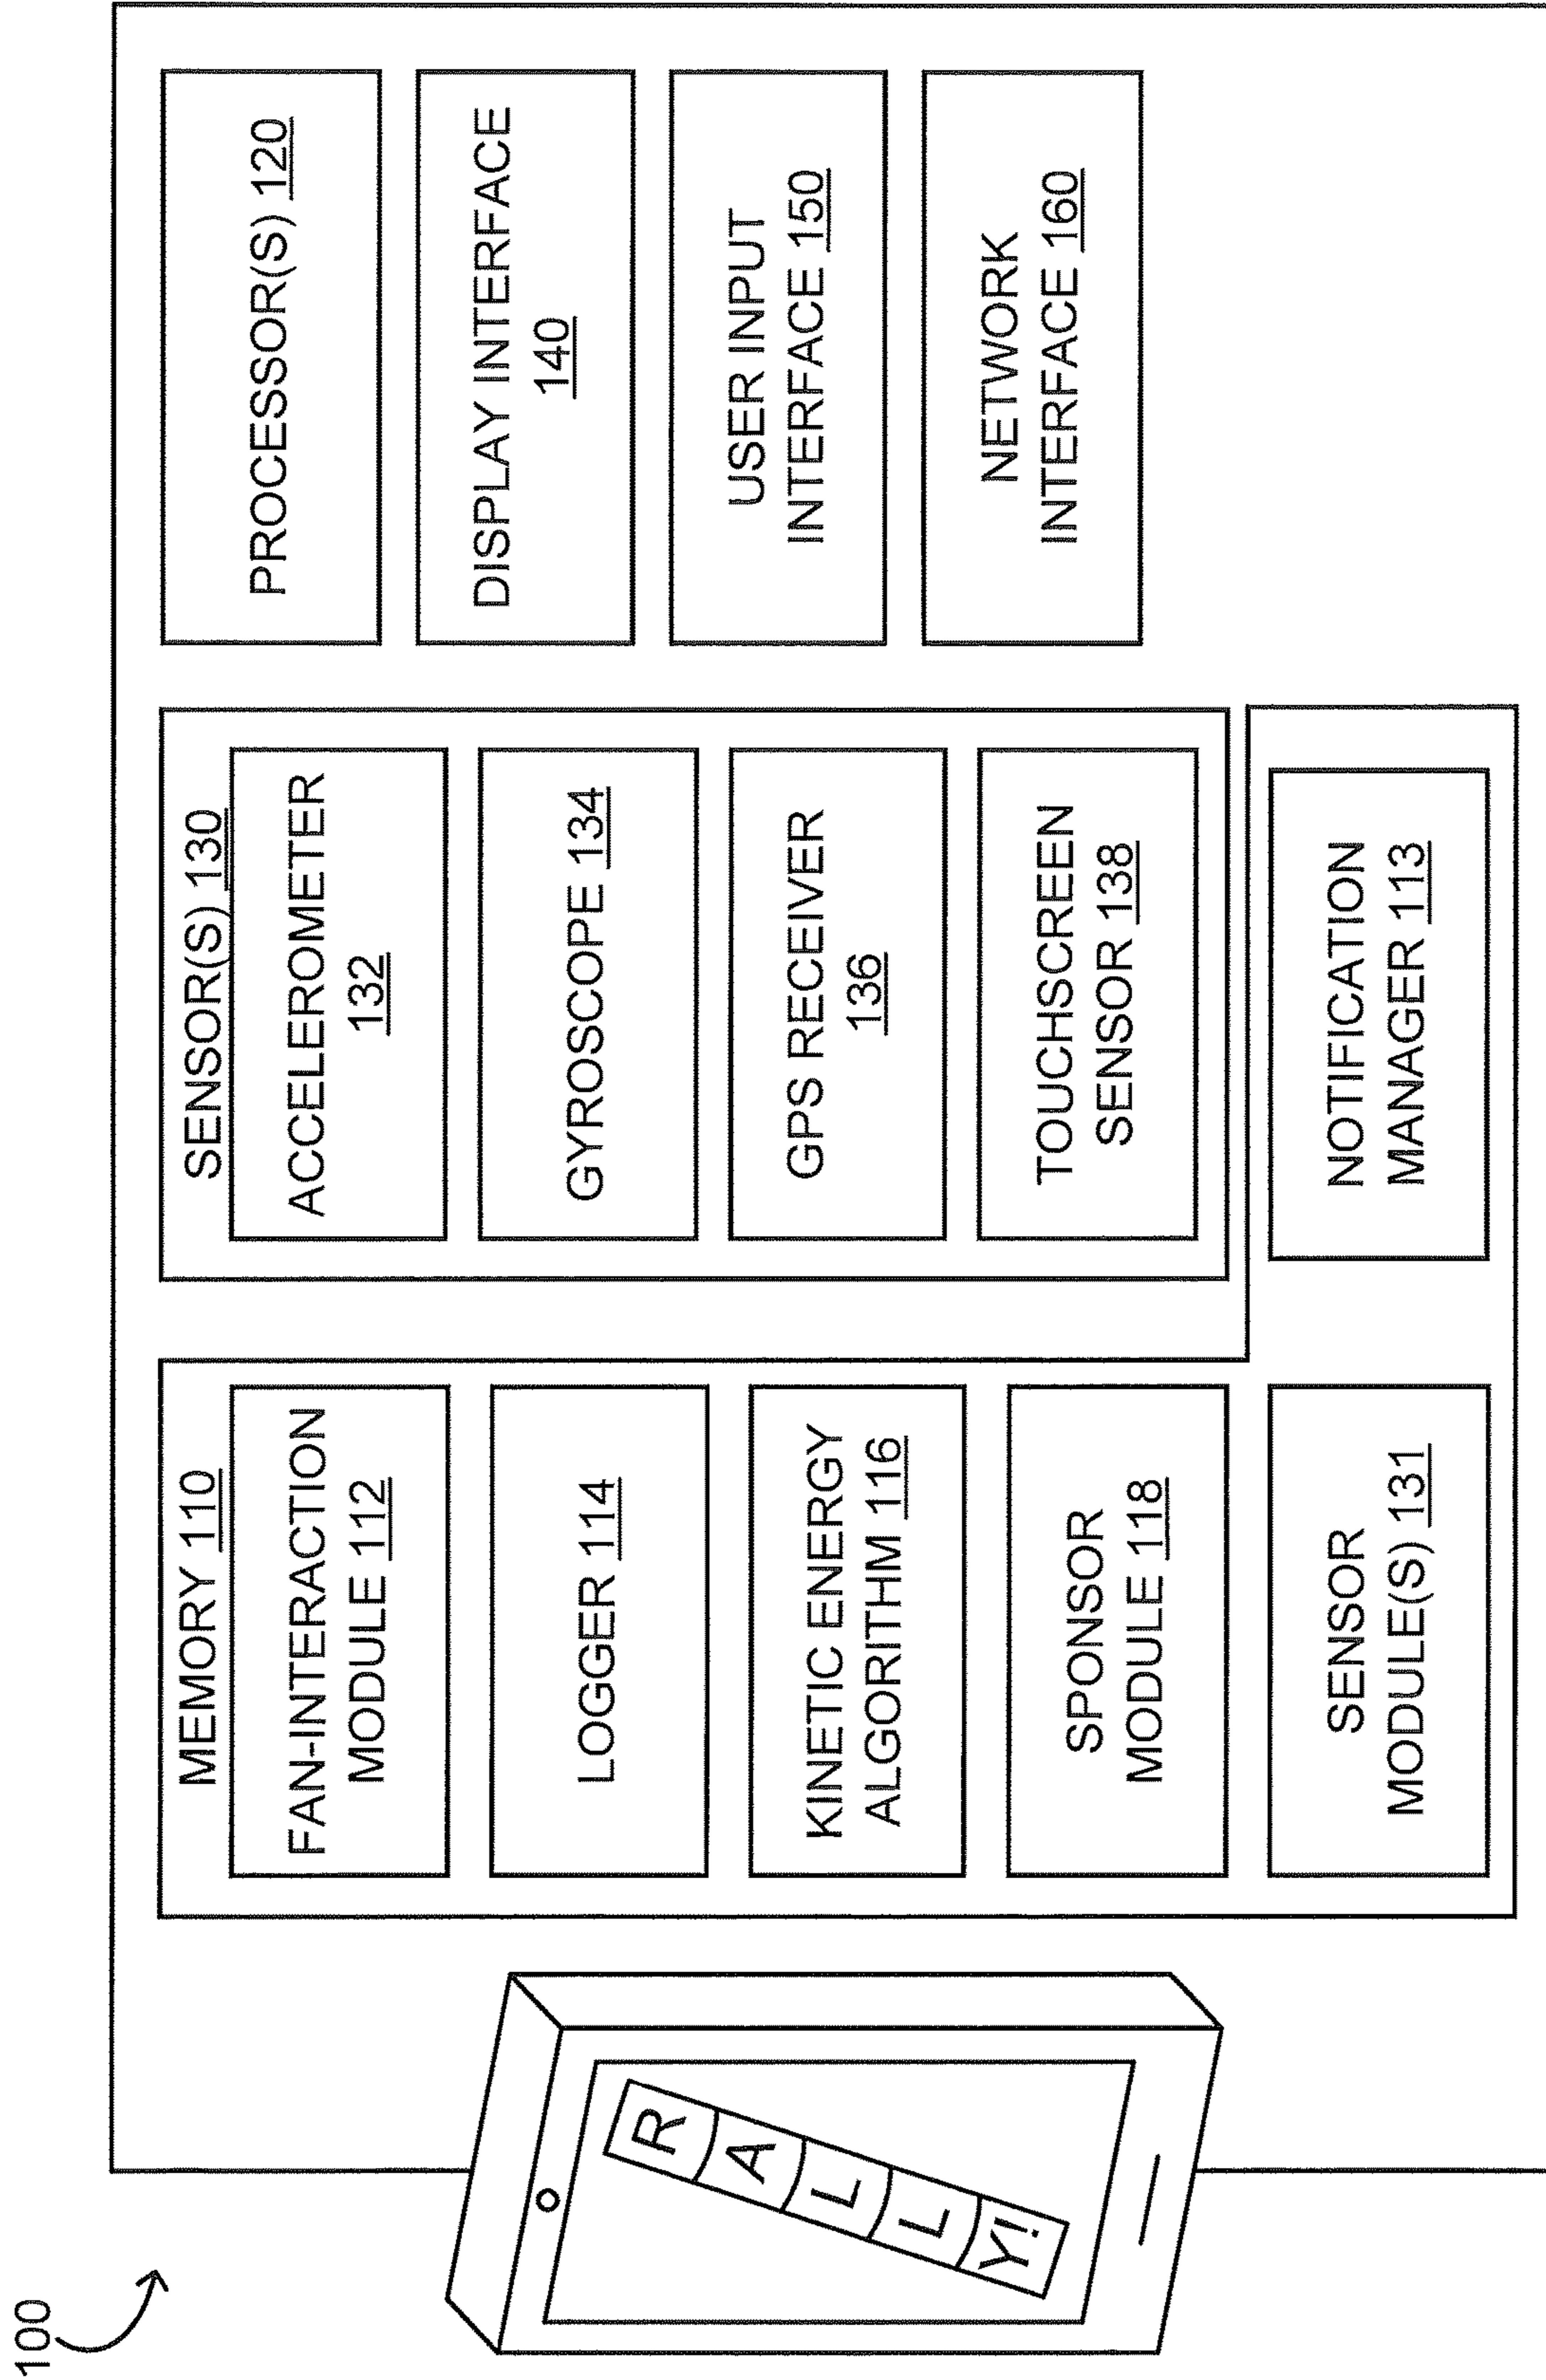 100
R
A
L
L
Y!
MEMORY 110
FAN-INTERACTION
MODULE 112
LOGGER 114
KINETIC ENERGY
ALGORITHM 116
SPONSOR
MODULE 118
SENSOR
MODULE(S) 131
SENSOR(S) 130
ACCELEROMETER
132
GYROSCOPE 134
GPS RECEIVER
136
TOUCHSCREEN
SENSOR 138
NOTIFICATION
MANAGER 113
PROCESSOR(S) 120
DISPLAY INTERFACE
140
USER INPUT
INTERFACE 150
NETWORK
INTERFACE 160